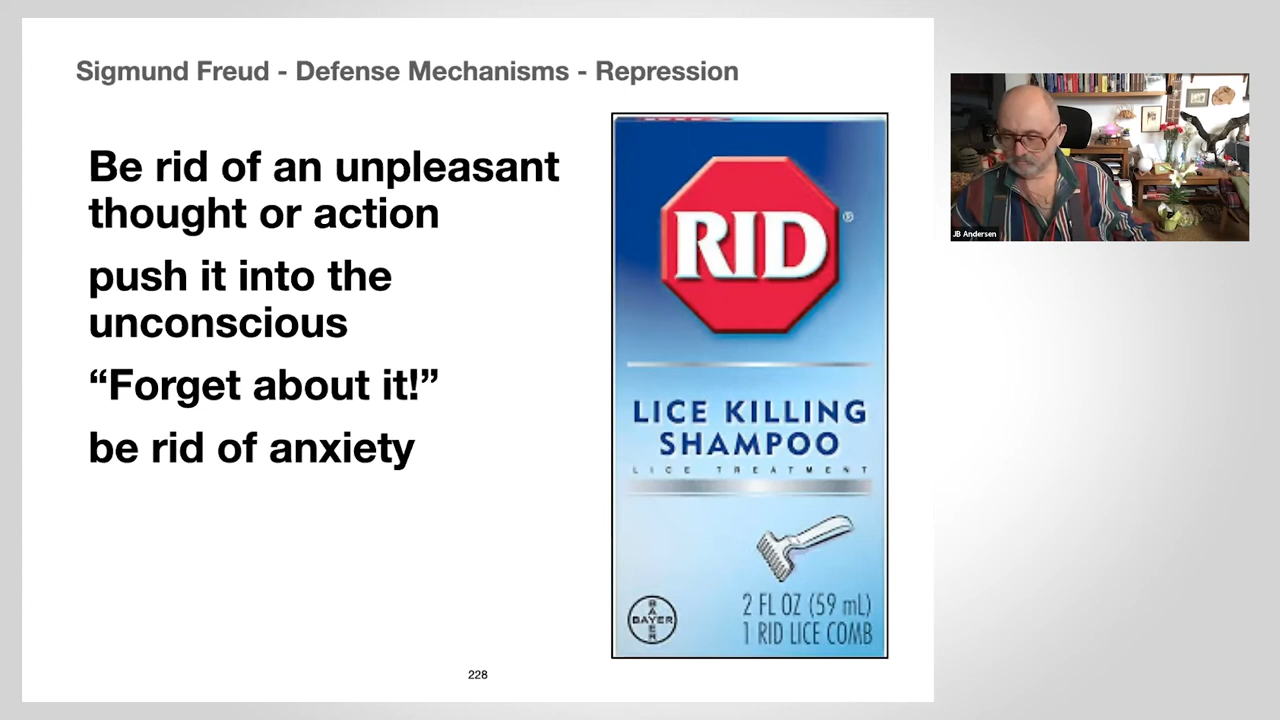 Sigmund Freud - Defense Mechanisms - Repression
Be rid of an unpleasant
thought or action
push it into the
unconscious
“Forget about it!”
be rid of anxiety
RID®
LICE KILLING
SHAMPOO
LICE TREATMENT
BAYER
BAYER
2 FL OZ (59 mL)
1 RID LICE COMB
228
JB Andersen